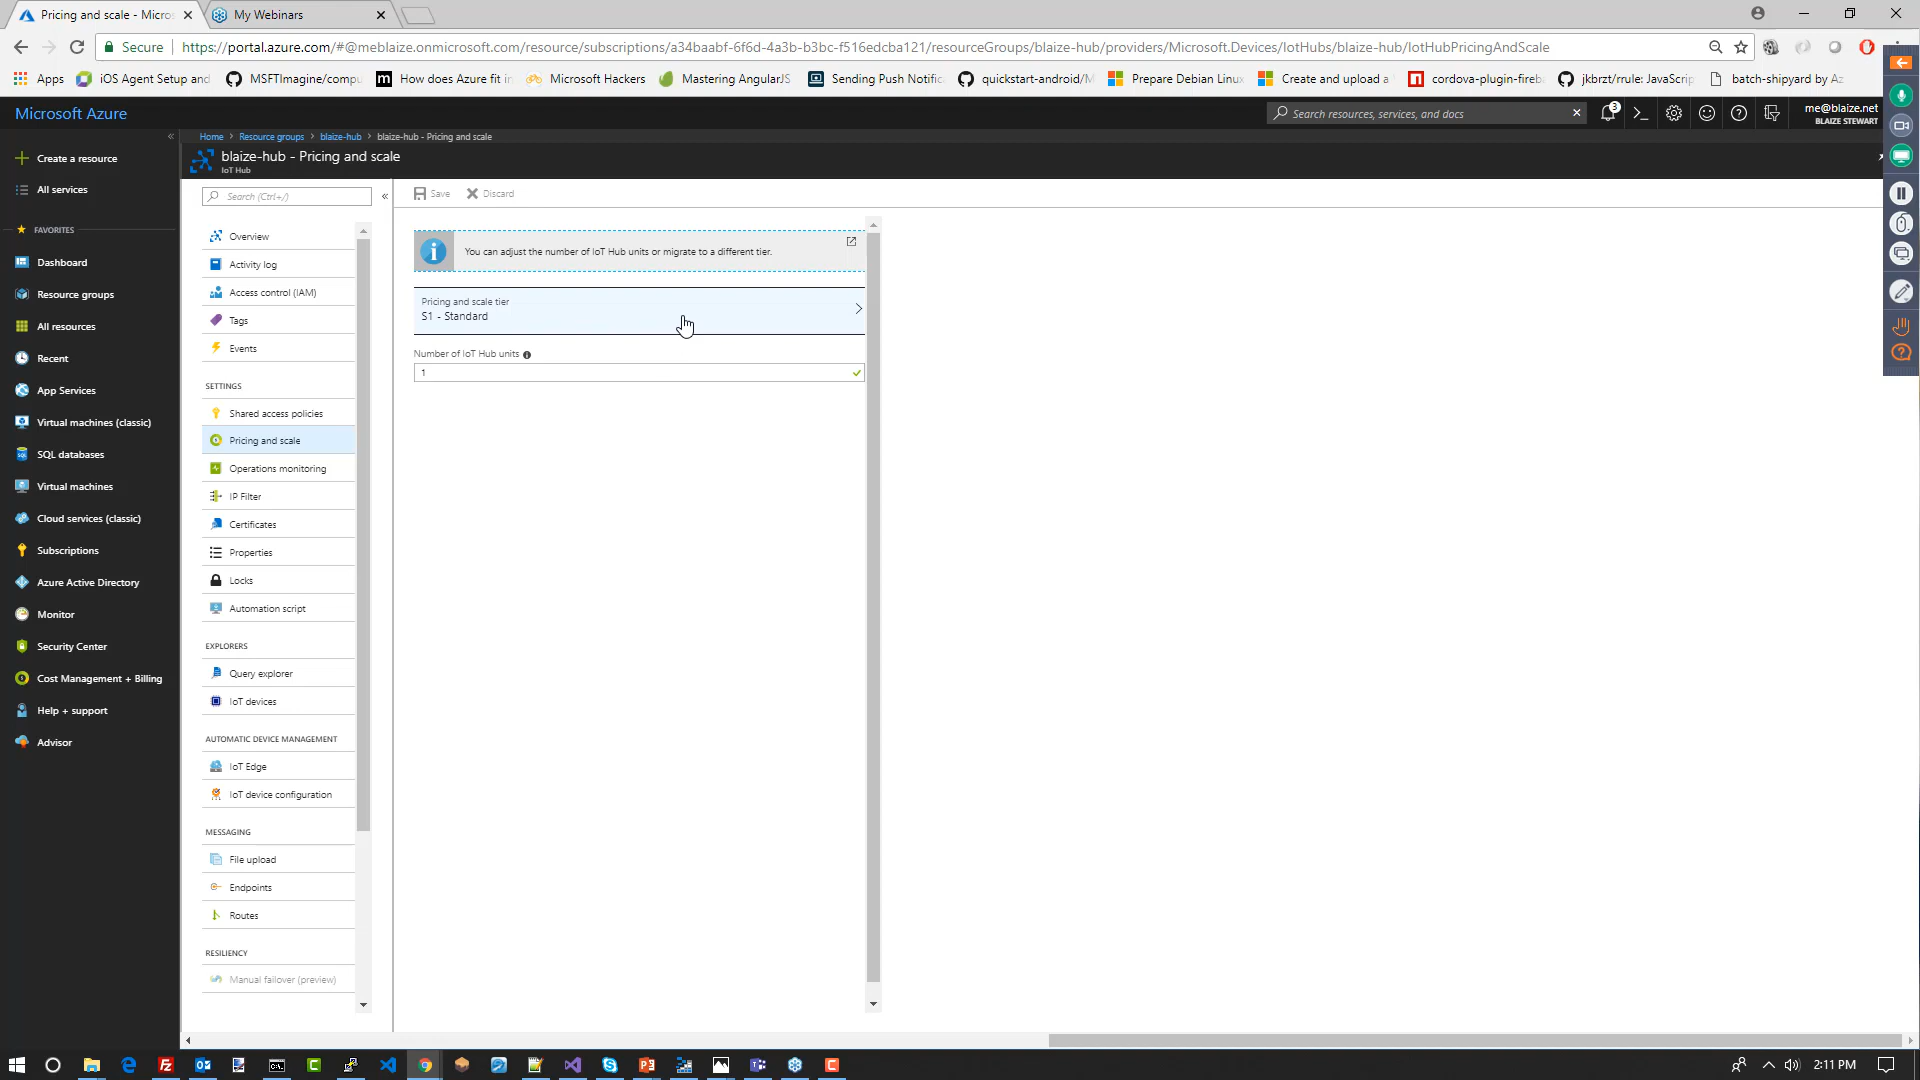 Pricing and scale - Micros
My Webinars
Secure
https://portal.azure.com/#@meblaize.onmicrosoft.com/resource/subscriptions/a34baabf-6f6d-4a3b-b3bc-f516edcba121/resourceGroups/blaize-hub/providers/Microsoft.Devices/IotHubs/blaize-hub/IotHubPricingAndScale
Apps
iOS Agent Setup and
MSFTImagine/compu
How does Azure fit in
Microsoft Hackers
Mastering AngularJS
Sending Push Notific
quickstart-android/M
Prepare Debian Linux
Create and upload a
cordova-plugin-fireb
jkbrzt/rrule: JavaScrip
batch-shipyard by Az
Microsoft Azure
Search resources, services, and docs
3
me@blaize.net
BLAIZE STEWART
Home
Resource groups
blaize-hub
blaize-hub - Pricing and scale
blaize-hub - Pricing and scale
IoT Hub
Create a resource
All services
FAVORITES
Dashboard
Resource groups
All resources
Recent
App Services
Virtual machines (classic)
SQL databases
Virtual machines
Cloud services (classic)
Subscriptions
Azure Active Directory
Monitor
Security Center
Cost Management + Billing
Help + support
Advisor
Search (Ctrl+/)
Overview
Activity log
Access control (IAM)
Tags
Events
SETTINGS
Shared access policies
Pricing and scale
Operations monitoring
IP Filter
Certificates
Properties
Locks
Automation script
EXPLORERS
Query explorer
IoT devices
AUTOMATIC DEVICE MANAGEMENT
IoT Edge
IoT device configuration
MESSAGING
File upload
Endpoints
Routes
RESILIENCY
Manual failover (preview)
Save
Discard
You can adjust the number of IoT Hub units or migrate to a different tier.
Pricing and scale tier
S1 - Standard
Number of IoT Hub units
1
2:11 PM